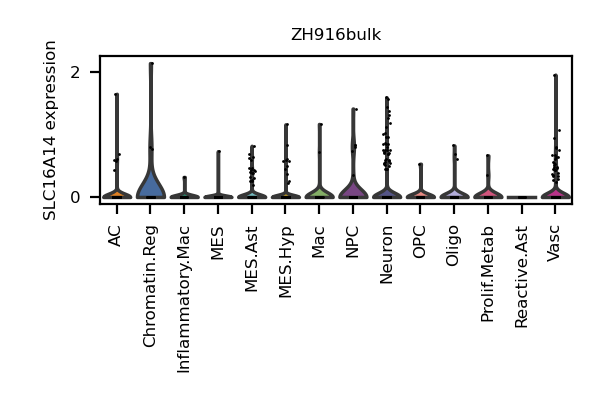 ZH916bulk
SLC16A14 expression
2
0
AC
Chromatin.Reg
Inflammatory.Mac
MES
MES.Ast
MES.Hyp
Mac
NPC
Neuron
OPC
Oligo
Prolif.Metab
Reactive.Ast
Vasc